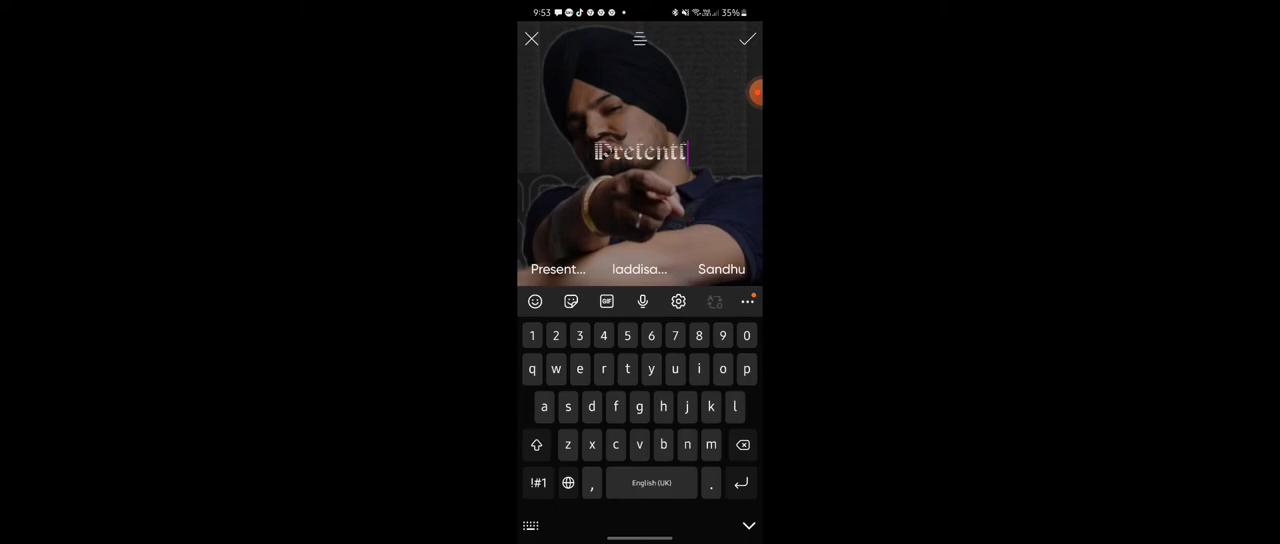 9:53 35%
Presents
Present... laddisa... Sandhu
GIF
1 2 3 4 5 6 7 8 9 0
q w e r t y u i o p
a s d f g h j k l
z x c v b n m
!#1 , English (UK) .